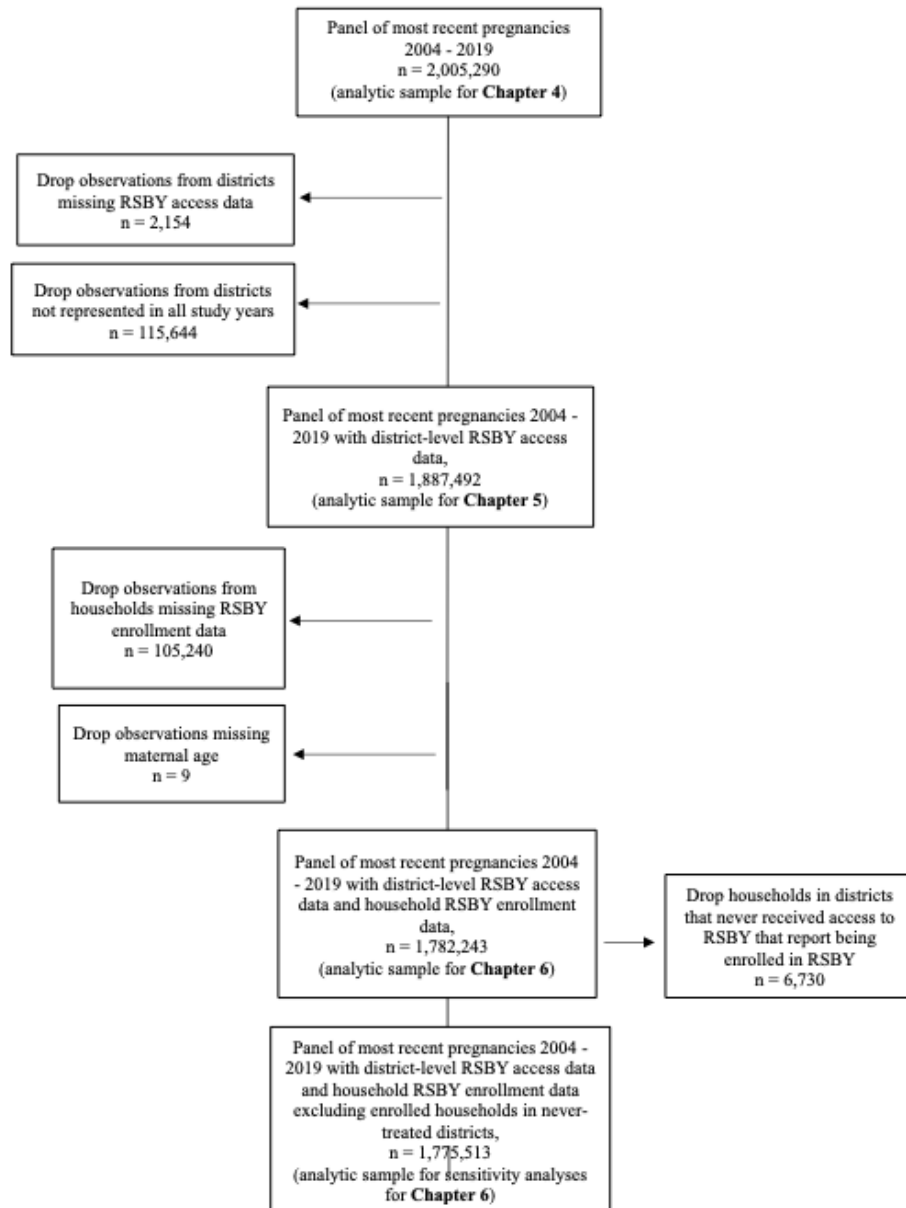 Panel of most recent pregnancies
2004 - 2019
n = 2,005,290
(analytic sample for Chapter 4)
Drop observations from districts
missing RSBY access data
n = 2,154
Drop observations from districts
not represented in all study years
n = 115,644
Panel of most recent pregnancies 2004 -
2019 with district-level RSBY access
data,
n = 1,887,492
(analytic sample for Chapter 5)
Drop observations from
households missing RSBY
enrollment data
n = 105,240
Drop observations missing
maternal age
n = 9
Panel of most recent pregnancies 2004
- 2019 with district-level RSBY access
data and household RSBY enrollment
data,
n = 1,782,243
(analytic sample for Chapter 6)
Drop households in districts
that never received access to
RSBY that report being
enrolled in RSBY
n = 6,730
Panel of most recent pregnancies 2004 -
2019 with district-level RSBY access data
and household RSBY enrollment data
excluding enrolled households in never-
treated districts,
n = 1,775,513
(analytic sample for sensitivity analyses
for Chapter 6)